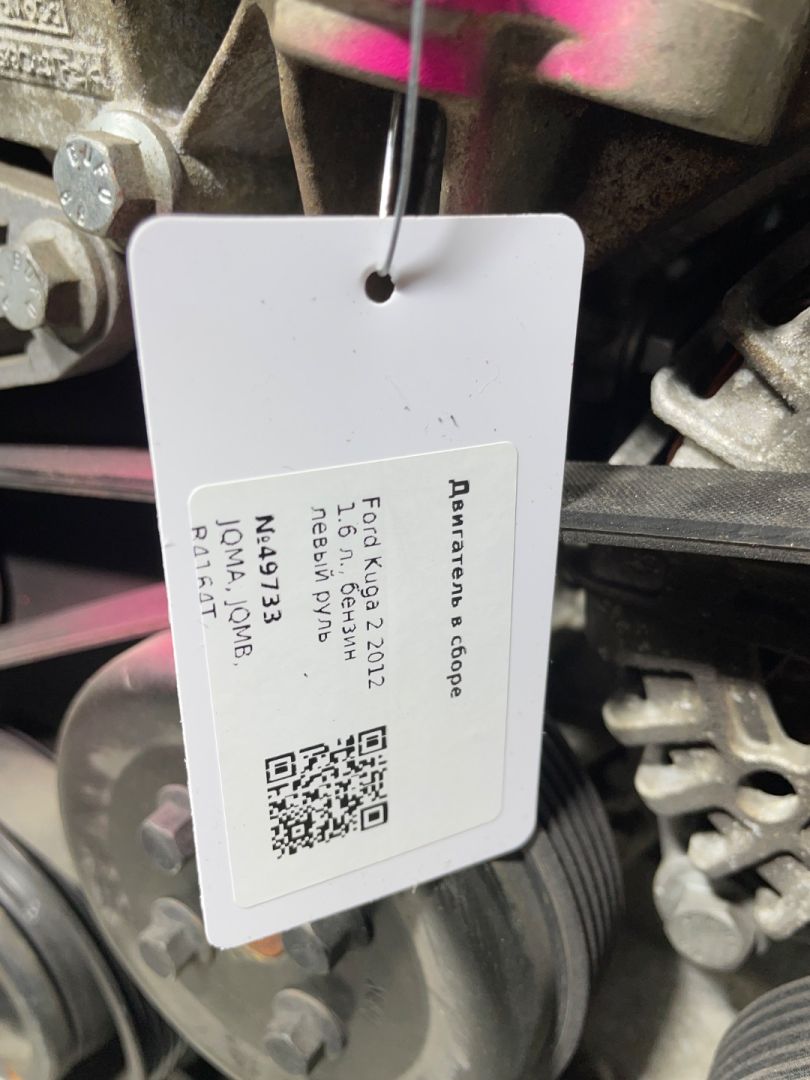 Двигатель в сборе
Ford Kuga 2 2012
1.6 л., бензин
левый руль
№49733
JQMA, JQMB,